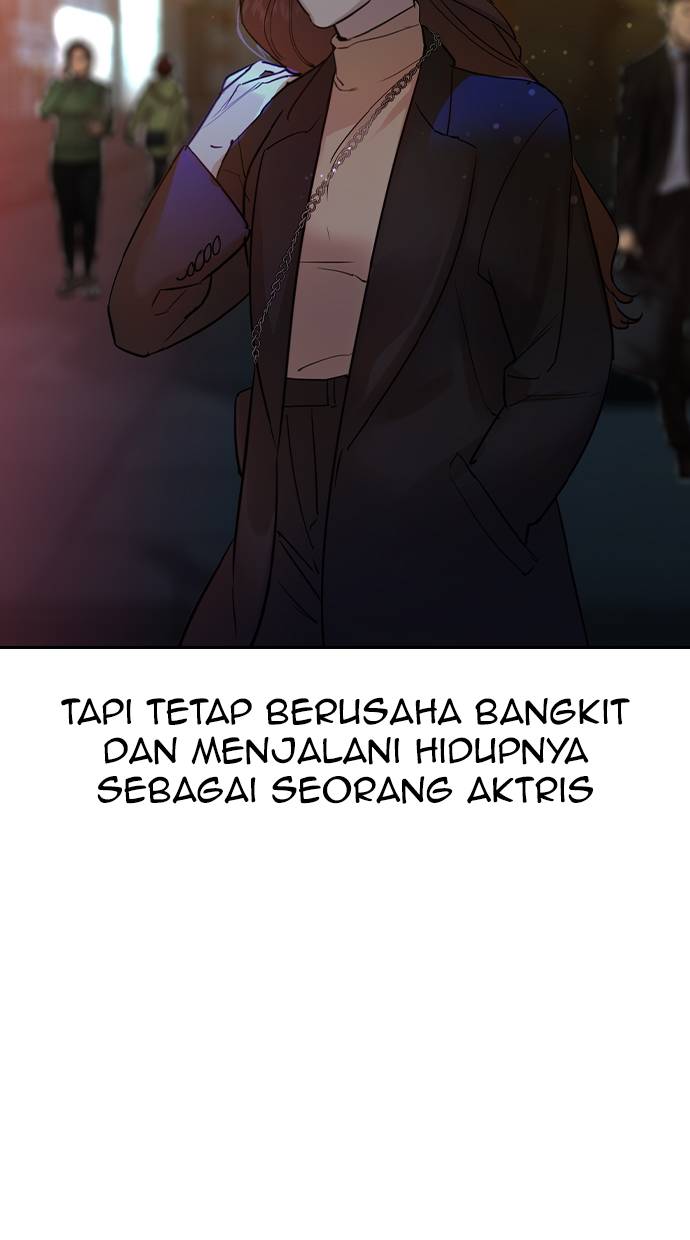 TAPI TETAP BERUSAHA BANGKIT
DAN MENJALANI HIDUPNYA
SEBAGAI SEORANG AKTRIS